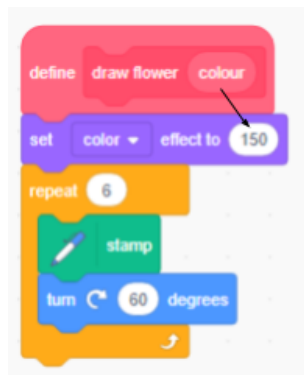 define draw flower colour
set color effect to 150
repeat 6
stamp
turn 60 degrees